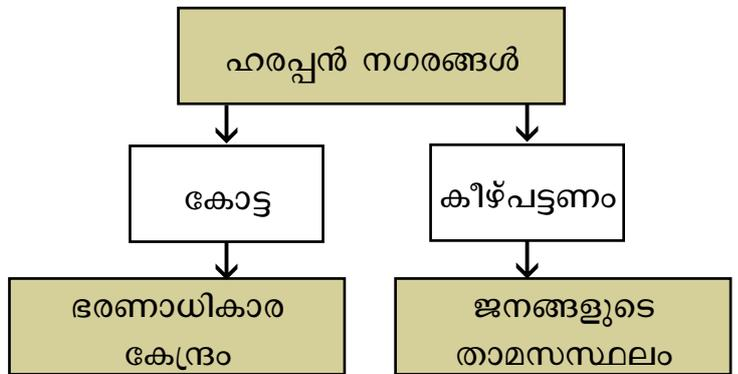 ഹരപ്പൻ നഗരങ്ങൾ
കോട്ട
കീഴ്പട്ടണം
ഭരണാധികാര
കേന്ദ്രം
ജനങ്ങളുടെ
താമസസ്ഥലം